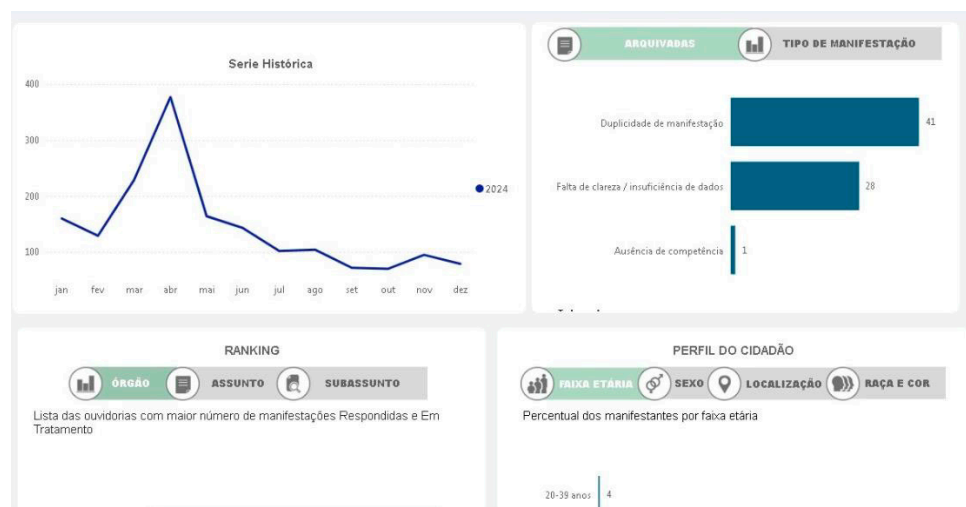 Serie Histórica
400
300
200
100
2024
jan fev mar abr mai jun jul ago set out nov dez
ARQUIVADAS
TIPO DE MANIFESTAÇÃO
Duplicidade de manifestação 41
Falta de clareza / insuficiência de dados 28
Ausência de competência 1
RANKING
ÓRGÃO ASSUNTO SUBASSUNTO
Lista das ouvidorias com maior número de manifestações Respondidas e Em
Tratamento
PERFIL DO CIDADÃO
FAIXA ETÁRIA SEXO LOCALIZAÇÃO RAÇA E COR
Percentual dos manifestantes por faixa etária
20-39 anos 4